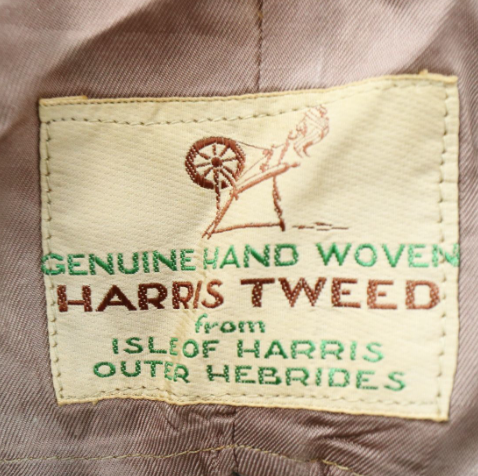 GENUINE HAND WOVEN
HARRIS TWEED
from
ISLE OF HARRIS
OUTER HEBRIDES